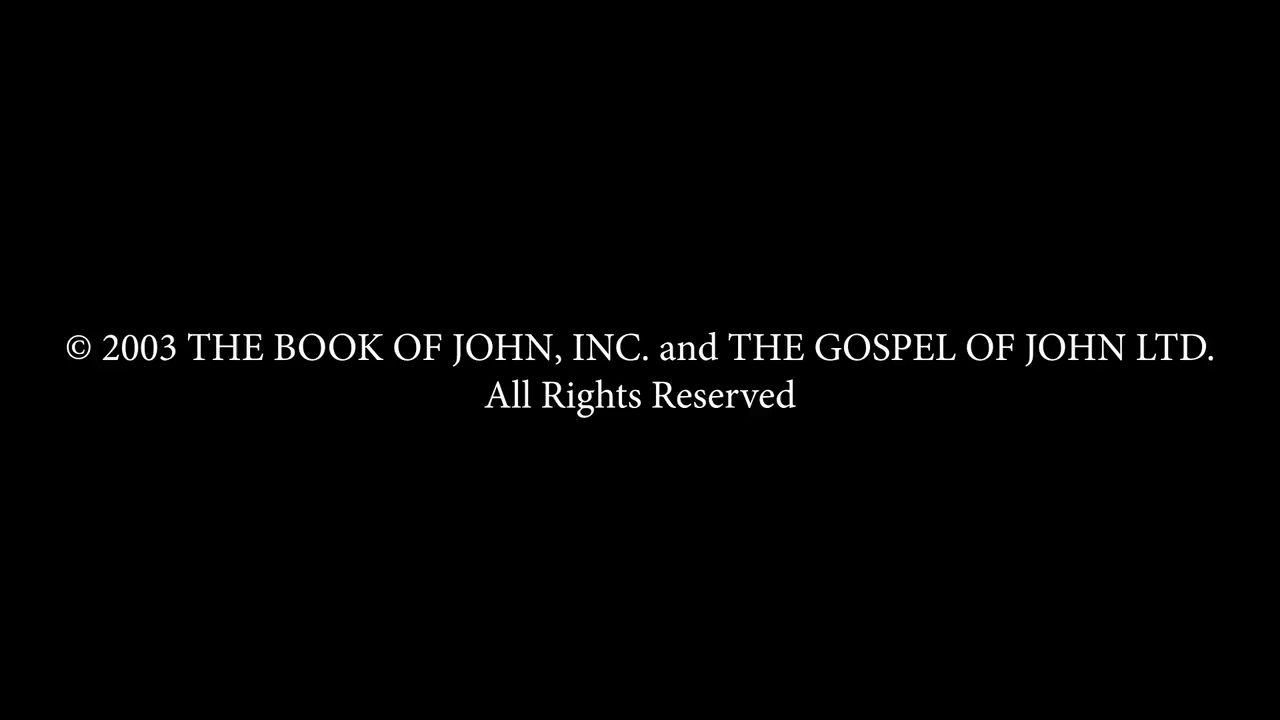 © 2003 THE BOOK OF JOHN, INC. and THE GOSPEL OF JOHN LTD.
All Rights Reserved